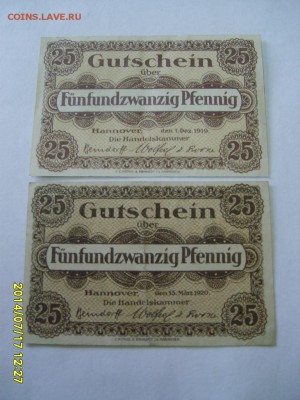 COINS.LAV.RU
25
25
Gutschein
über
Fünfundzwanzig Pfennig
Hannover, den 1. Dez. 1919.
Die Handelskammer
25
25
25
25
Gutschein
über
Fünfundzwanzig Pfennig
Hannover, den 15. März 1920.
Die Handelskammer
25
25
2014/07/17 12:27